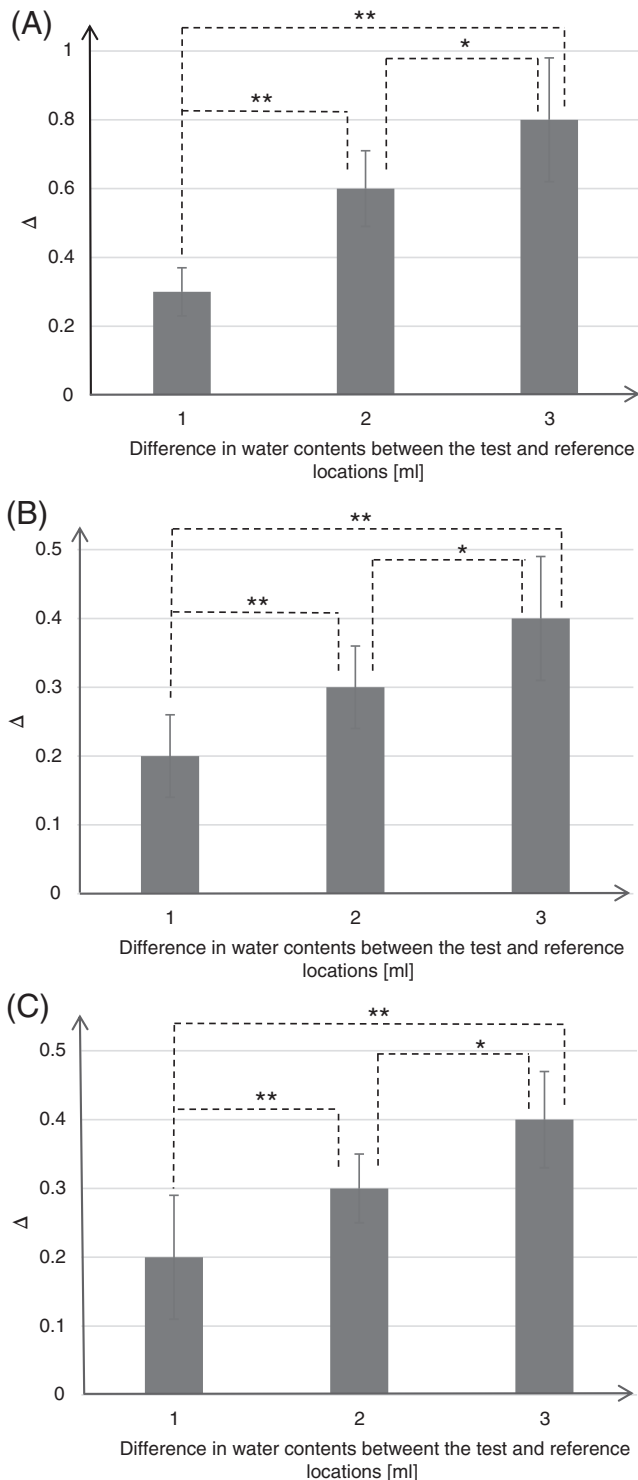 (A)
**
*
**
1
0.8
0.6
0.4
0.2
0
Δ
1 2 3
Difference in water contents between the test and reference
locations [ml]
(B)
**
*
**
0.5
0.4
0.3
0.2
0.1
0
Δ
1 2 3
Difference in water contents between the test and reference
locations [ml]
(C)
**
*
**
0.5
0.4
0.3
0.2
0.1
0
Δ
1 2 3
Difference in water contents betweent the test and reference
locations [ml]